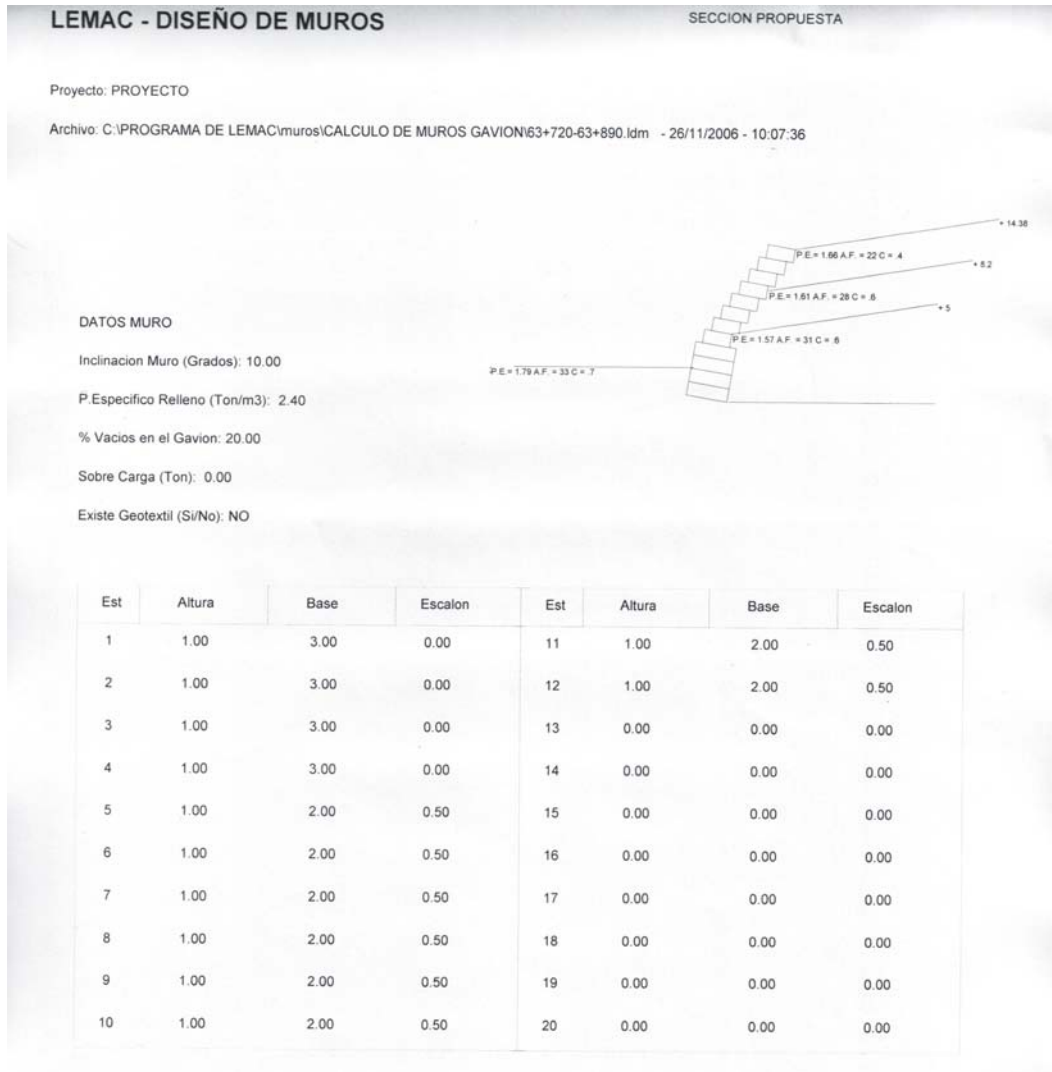 LEMAC - DISEÑO DE MUROS
SECCION PROPUESTA
Proyecto: PROYECTO
Archivo: C:\PROGRAMA DE LEMAC\muros\CALCULO DE MUROS GAVION\63+720-63+890.ldm - 26/11/2006 - 10:07:36
+ 14.38
P.E.= 1.66 A.F. = 22 C = .4
+ 8.2
P.E.= 1.61 A.F. = 28 C = .6
+ 5
P.E.= 1.57 A.F. = 31 C = .6
P.E.= 1.79 A.F. = 33 C = .7
DATOS MURO
Inclinacion Muro (Grados): 10.00
P.Especifico Relleno (Ton/m3): 2.40
% Vacios en el Gavion: 20.00
Sobre Carga (Ton): 0.00
Existe Geotextil (Si/No): NO
Est Altura Base Escalon Est Altura Base Escalon
1 1.00 3.00 0.00 11 1.00 2.00 0.50
2 1.00 3.00 0.00 12 1.00 2.00 0.50
3 1.00 3.00 0.00 13 0.00 0.00 0.00
4 1.00 3.00 0.00 14 0.00 0.00 0.00
5 1.00 2.00 0.50 15 0.00 0.00 0.00
6 1.00 2.00 0.50 16 0.00 0.00 0.00
7 1.00 2.00 0.50 17 0.00 0.00 0.00
8 1.00 2.00 0.50 18 0.00 0.00 0.00
9 1.00 2.00 0.50 19 0.00 0.00 0.00
10 1.00 2.00 0.50 20 0.00 0.00 0.00